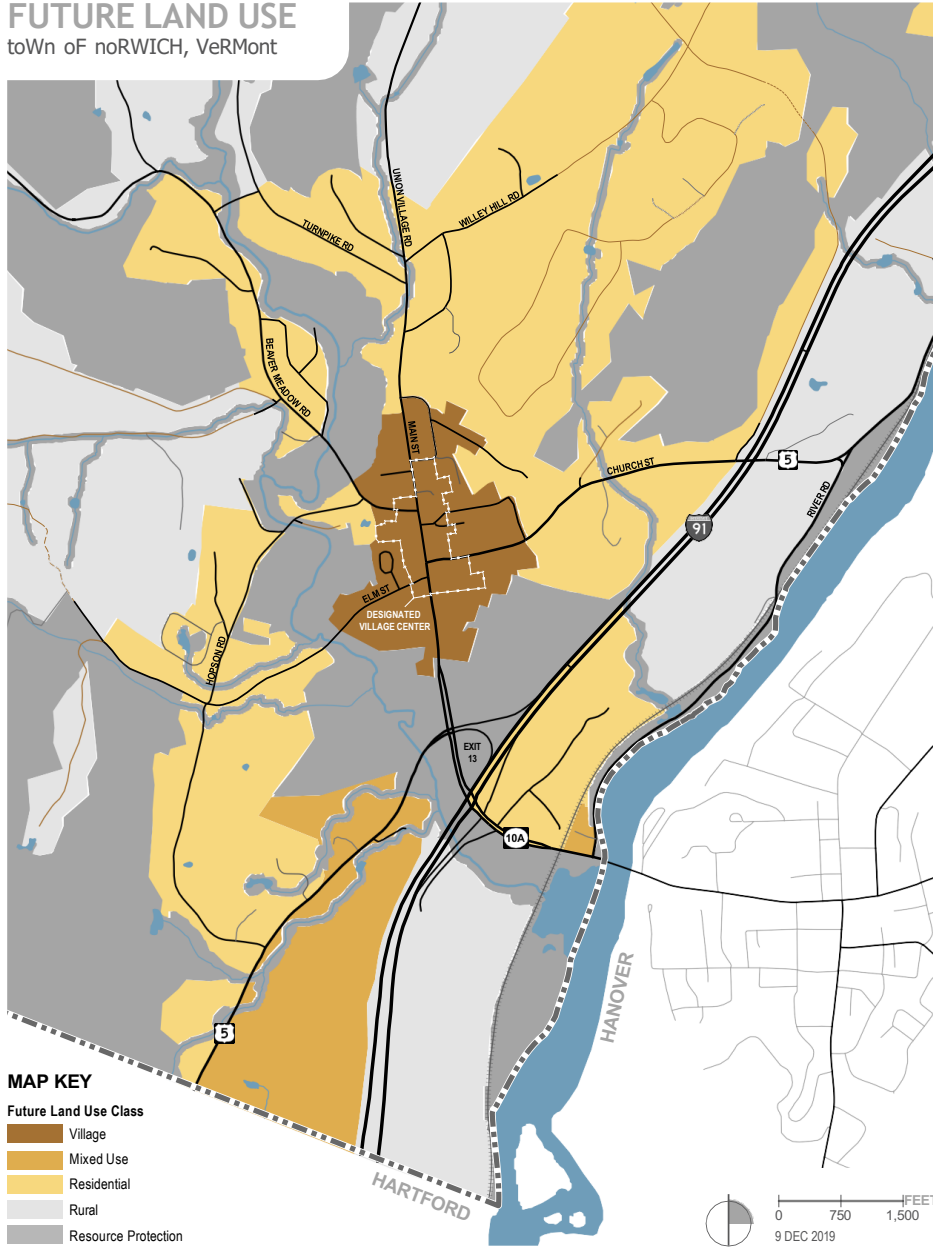 FUTURE LAND USE
toWn oF noRWICH, VeRMont
UNION VILLAGE RD
WILLEY HILL RD
TURNPIKE RD
BEAVER MEADOW RD
MAIN ST
CHURCH ST
5
RIVER RD
91
ELM ST
DESIGNATED
VILLAGE CENTER
HOPSON RD
EXIT
13
10A
HANOVER
5
HARTFORD
MAP KEY
Future Land Use Class
Village
Mixed Use
Residential
Rural
Resource Protection
FEET
0 750 1,500
9 DEC 2019